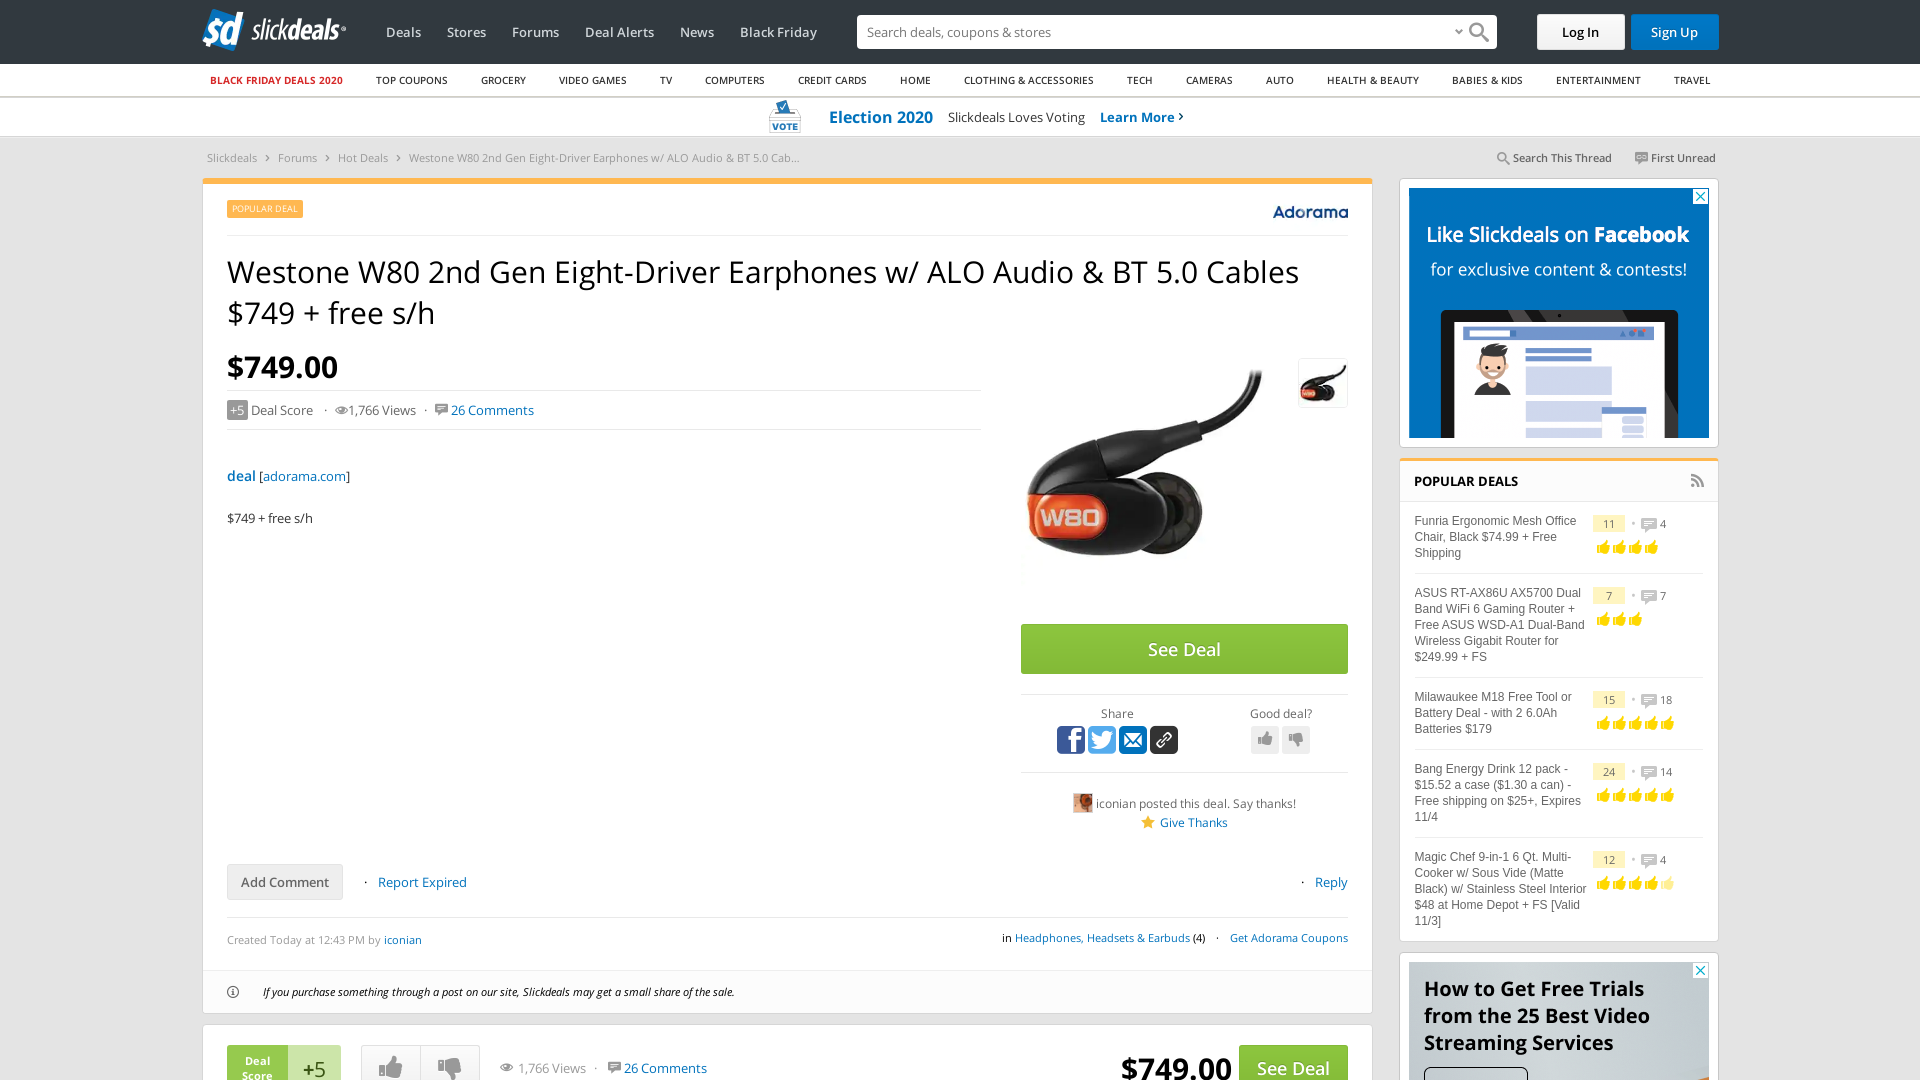 slickdeals
Deals
Stores
Forums
Deal Alerts
News
Black Friday
Search deals, coupons & stores
Log In
Sign Up
BLACK FRIDAY DEALS 2020
TOP COUPONS
GROCERY
VIDEO GAMES
TV
COMPUTERS
CREDIT CARDS
HOME
CLOTHING & ACCESSORIES
TECH
CAMERAS
AUTO
HEALTH & BEAUTY
BABIES & KIDS
ENTERTAINMENT
TRAVEL
VOTE
Election 2020 Slickdeals Loves Voting Learn More
Slickdeals > Forums > Hot Deals > Westone W80 2nd Gen Eight-Driver Earphones w/ ALO Audio & BT 5.0 Cab...
Search This Thread
First Unread
POPULAR DEAL
Adorama
Westone W80 2nd Gen Eight-Driver Earphones w/ ALO Audio & BT 5.0 Cables
$749 + free s/h
$749.00
+5 Deal Score · 1,766 Views · 26 Comments
deal [adorama.com]
$749 + free s/h
W80
See Deal
Share
Good deal?
iconian posted this deal. Say thanks!
Give Thanks
Add Comment
· Report Expired
· Reply
Created Today at 12:43 PM by iconian
in Headphones, Headsets & Earbuds (4) · Get Adorama Coupons
If you purchase something through a post on our site, Slickdeals may get a small share of the sale.
Deal
Score
+5
1,766 Views · 26 Comments
$749.00
See Deal
Like Slickdeals on Facebook
for exclusive content & contests!
POPULAR DEALS
Funria Ergonomic Mesh Office
Chair, Black $74.99 + Free
Shipping
11 • 4
ASUS RT-AX86U AX5700 Dual
Band WiFi 6 Gaming Router +
Free ASUS WSD-A1 Dual-Band
Wireless Gigabit Router for
$249.99 + FS
7 • 7
Milawaukee M18 Free Tool or
Battery Deal - with 2 6.0Ah
Batteries $179
15 • 18
Bang Energy Drink 12 pack -
$15.52 a case ($1.30 a can) -
Free shipping on $25+, Expires
11/4
24 • 14
Magic Chef 9-in-1 6 Qt. Multi-
Cooker w/ Sous Vide (Matte
Black) w/ Stainless Steel Interior
$48 at Home Depot + FS [Valid
11/3]
12 • 4
How to Get Free Trials
from the 25 Best Video
Streaming Services